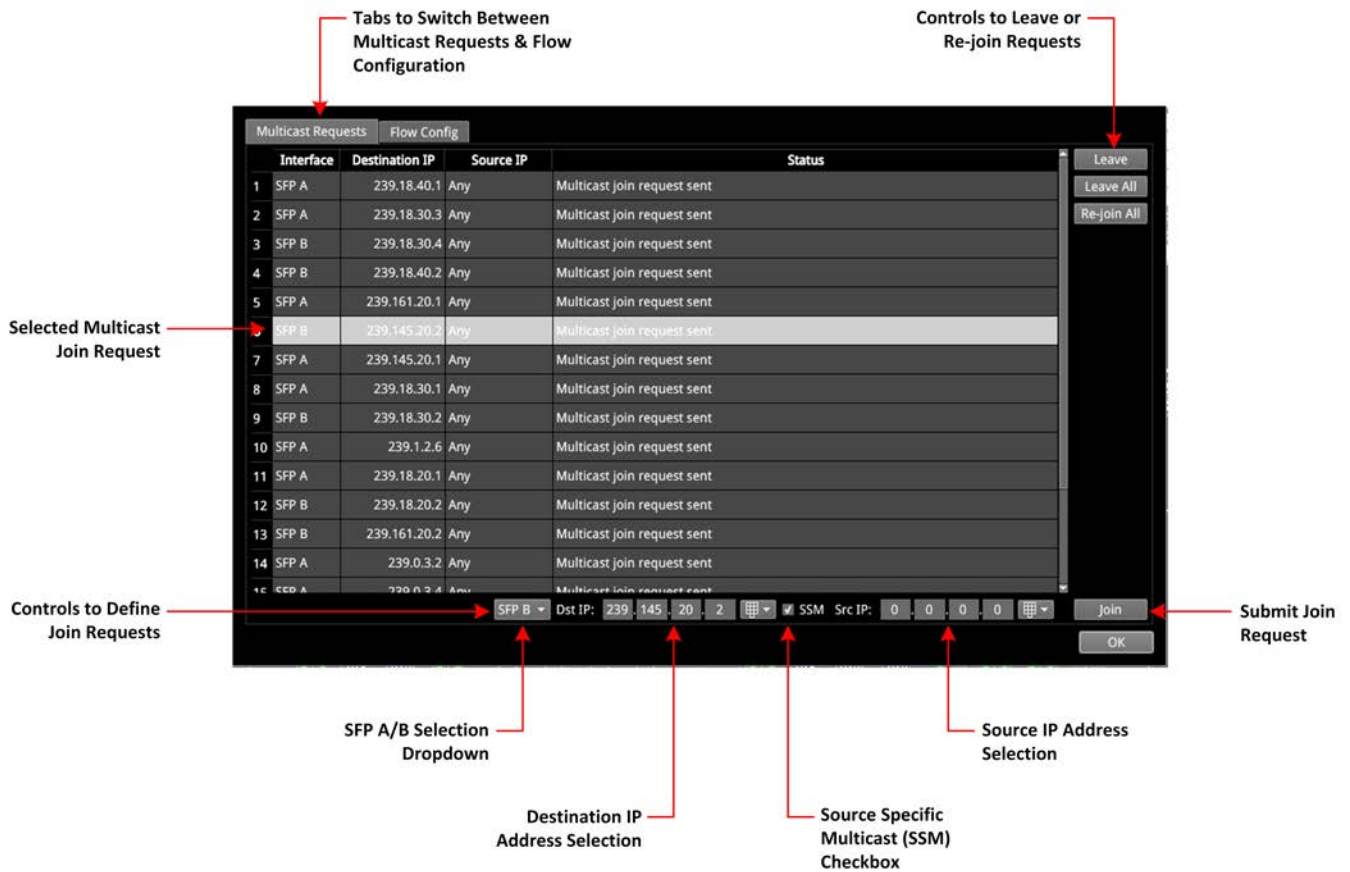 Tabs to Switch Between
Multicast Requests & Flow
Configuration
Controls to Leave or
Re-join Requests
Multicast Requests Flow Config
Interface Destination IP Source IP Status
Leave
1 SFP A 239.18.40.1 Any Multicast join request sent
Leave All
2 SFP A 239.18.30.3 Any Multicast join request sent
Re-join All
3 SFP B 239.18.30.4 Any Multicast join request sent
4 SFP B 239.18.40.2 Any Multicast join request sent
5 SFP A 239.161.20.1 Any Multicast join request sent
Selected Multicast
Join Request
SFP B 239.145.20.2 Any Multicast join request sent
7 SFP A 239.145.20.1 Any Multicast join request sent
8 SFP A 239.18.30.1 Any Multicast join request sent
9 SFP B 239.18.30.2 Any Multicast join request sent
10 SFP A 239.1.2.6 Any Multicast join request sent
11 SFP A 239.18.20.1 Any Multicast join request sent
12 SFP B 239.18.20.2 Any Multicast join request sent
13 SFP B 239.161.20.2 Any Multicast join request sent
14 SFP A 239.0.3.2 Any Multicast join request sent
15 SFP A 239.0.3.4 Any Multicast join request sent
Controls to Define
Join Requests
SFP B Dst IP: 239 . 145 . 20 . 2 SSM Src IP: 0 . 0 . 0 . 0 Join
Submit Join
Request
OK
SFP A/B Selection
Dropdown
Source IP Address
Selection
Destination IP
Address Selection
Source Specific
Multicast (SSM)
Checkbox